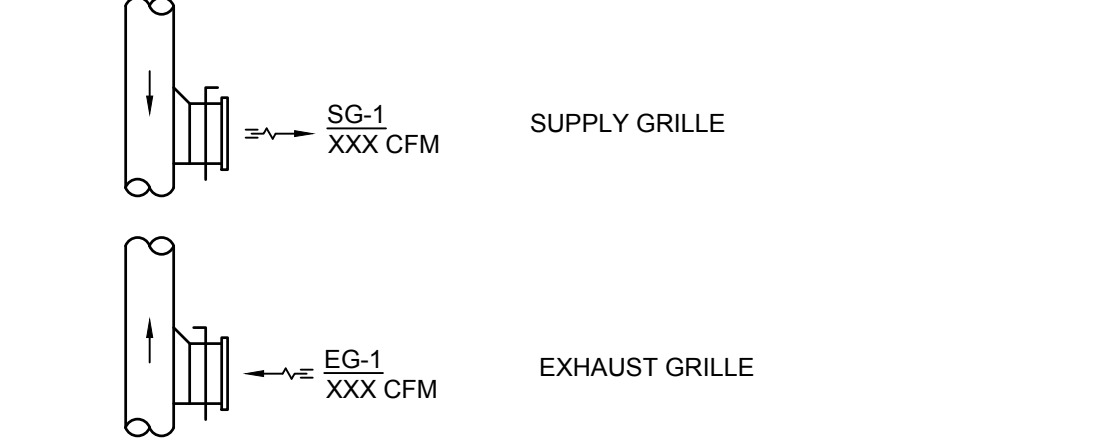 SG-1
XXX CFM
SUPPLY GRILLE
EG-1
XXX CFM
EXHAUST GRILLE